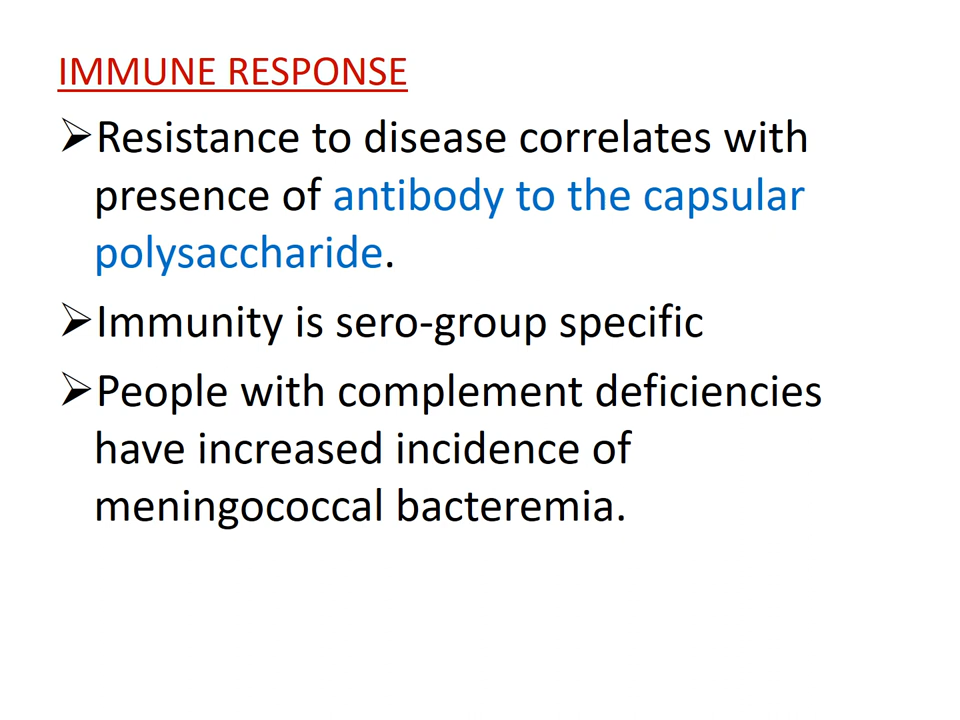 IMMUNE RESPONSE
➢Resistance to disease correlates with
presence of antibody to the capsular
polysaccharide.
➢Immunity is sero-group specific
➢People with complement deficiencies
have increased incidence of
meningococcal bacteremia.